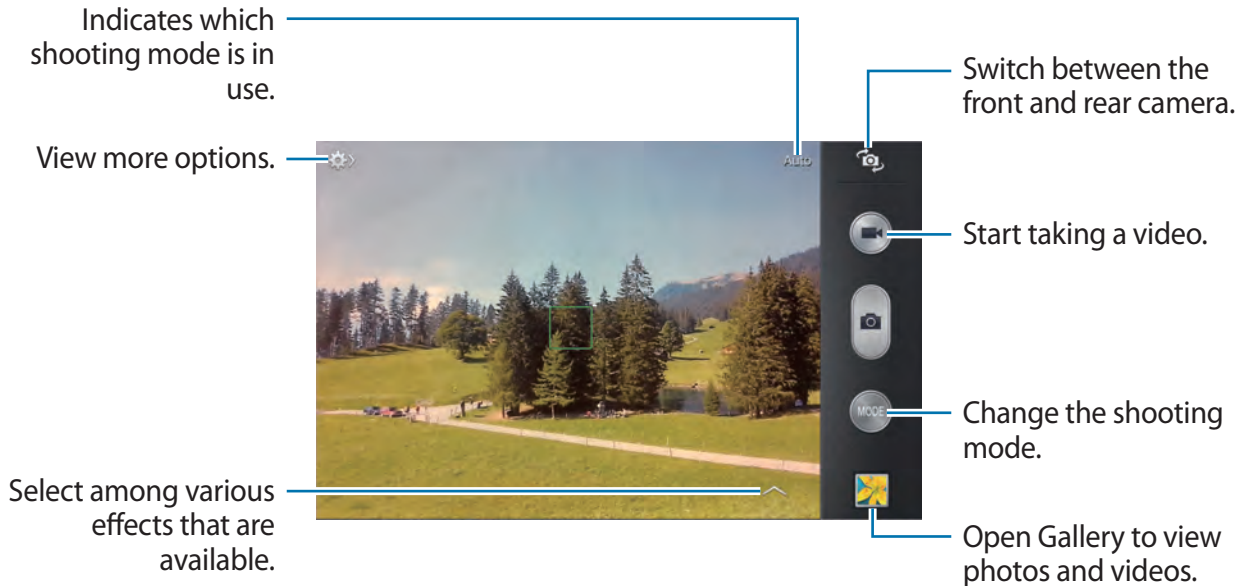 Indicates which
shooting mode is in
use.
View more options.
Select among various
effects that are
available.
Auto
MODE
Switch between the
front and rear camera.
Start taking a video.
Change the shooting
mode.
Open Gallery to view
photos and videos.